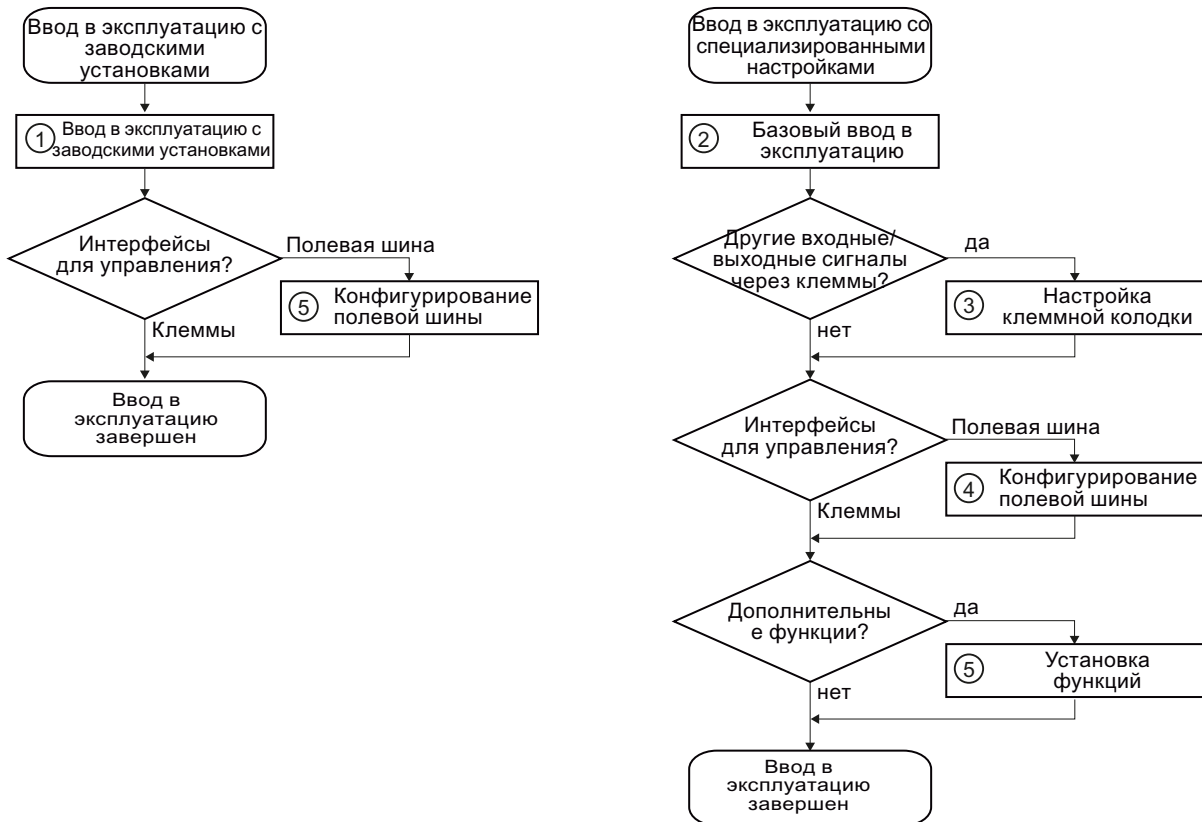 Ввод в эксплуатацию с
заводскими
установками
1
Ввод в эксплуатацию с
заводскими установками
Интерфейсы
для управления?
Полевая шина
5
Конфигурирование
полевой шины
Клеммы
Ввод в
эксплуатацию
завершен
Ввод в эксплуатацию со
специализированными
настройками
2
Базовый ввод в
эксплуатацию
Другие входные/
выходные сигналы
через клеммы?
да
3
Настройка
клеммной колодки
нет
Интерфейсы
для управления?
Полевая шина
4
Конфигурирование
полевой шины
Клеммы
Дополнительны
е функции?
да
5
Установка
функций
нет
Ввод в
эксплуатацию
завершен